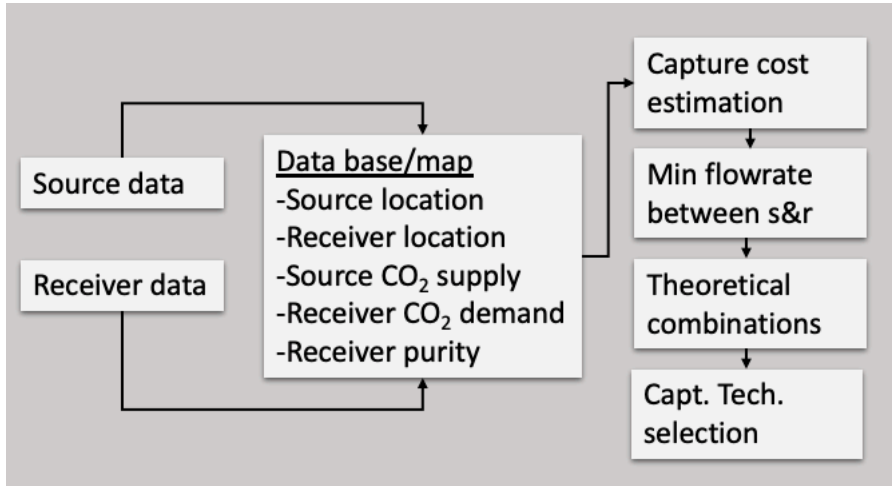 Source data
Receiver data
Data base/map
-Source location
-Receiver location
-Source CO₂ supply
-Receiver CO₂ demand
-Receiver purity
Capture cost
estimation
Min flowrate
between s&r
Theoretical
combinations
Capt. Tech.
selection